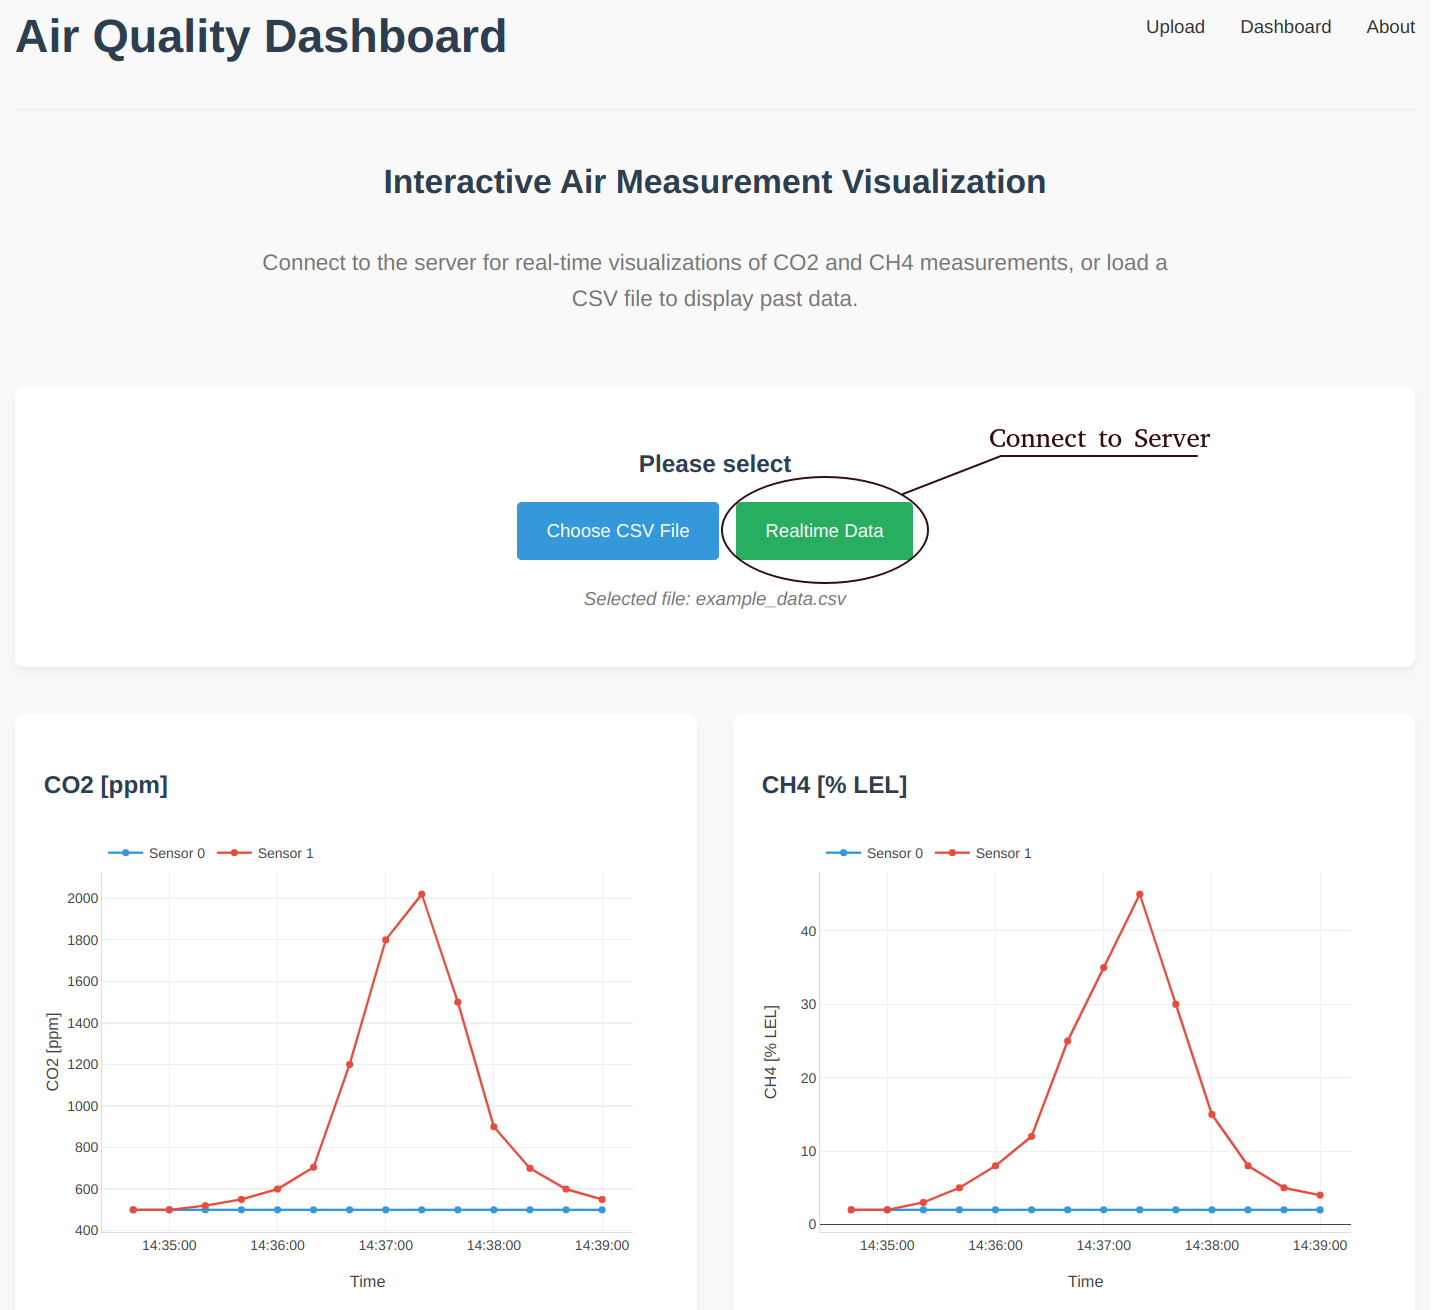 Air Quality Dashboard
Upload Dashboard About
Interactive Air Measurement Visualization
Connect to the server for real-time visualizations of CO2 and CH4 measurements, or load a
CSV file to display past data.
Connect to Server
Please select
Choose CSV File
Realtime Data
Selected file: example_data.csv
CO2 [ppm]
Sensor 0 Sensor 1
2000
1800
1600
1400
1200
1000
800
600
400
CO2 [ppm]
14:35:00 14:36:00 14:37:00 14:38:00 14:39:00
Time
CH4 [% LEL]
Sensor 0 Sensor 1
40
30
20
10
0
CH4 [% LEL]
14:35:00 14:36:00 14:37:00 14:38:00 14:39:00
Time